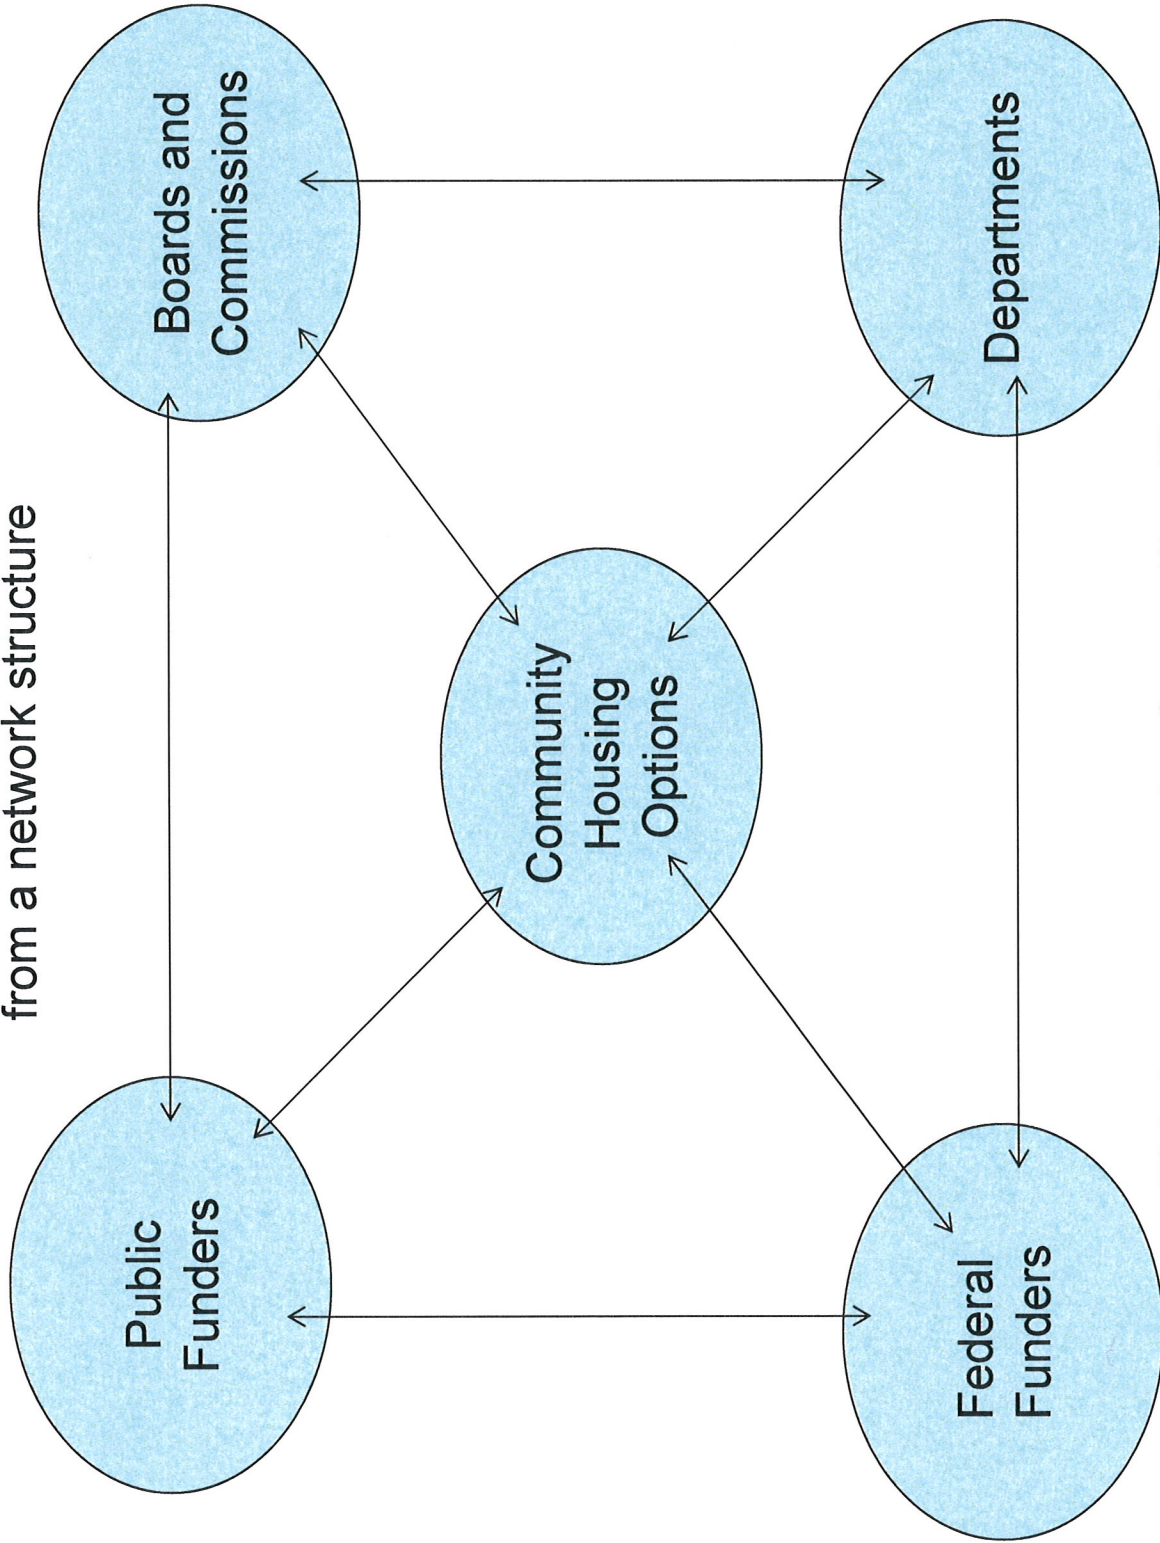 from a network structure
Public
Funders
Boards and
Commissions
Community
Housing
Options
Federal
Funders
Departments